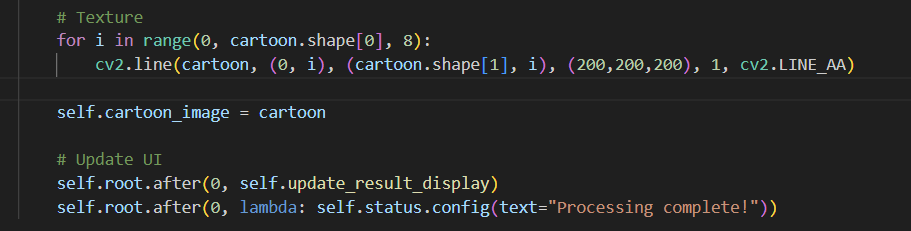 # Texture
for i in range(0, cartoon.shape[0], 8):
    cv2.line(cartoon, (0, i), (cartoon.shape[1], i), (200,200,200), 1, cv2.LINE_AA)
self.cartoon_image = cartoon
# Update UI
self.root.after(0, self.update_result_display)
self.root.after(0, lambda: self.status.config(text="Processing complete!"))